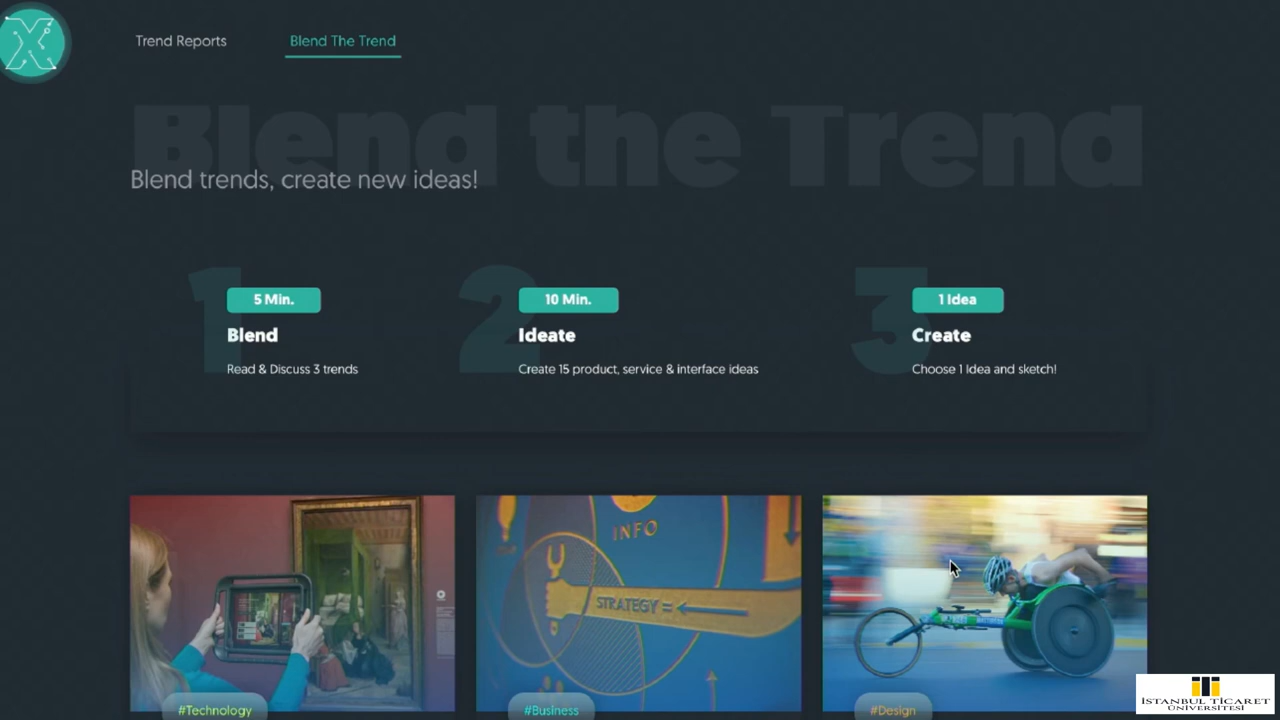 Trend Reports
Blend The Trend
Blend the Trend
Blend trends, create new ideas!
1
5 Min.
Blend
Read & Discuss 3 trends
2
10 Min.
Ideate
Create 15 product, service & interface ideas
3
1 Idea
Create
Choose 1 Idea and sketch!
INFO
STRATEGY =
#Technology
#Business
#Design
İSTANBUL TİCARET
ÜNİVERSİTESİ